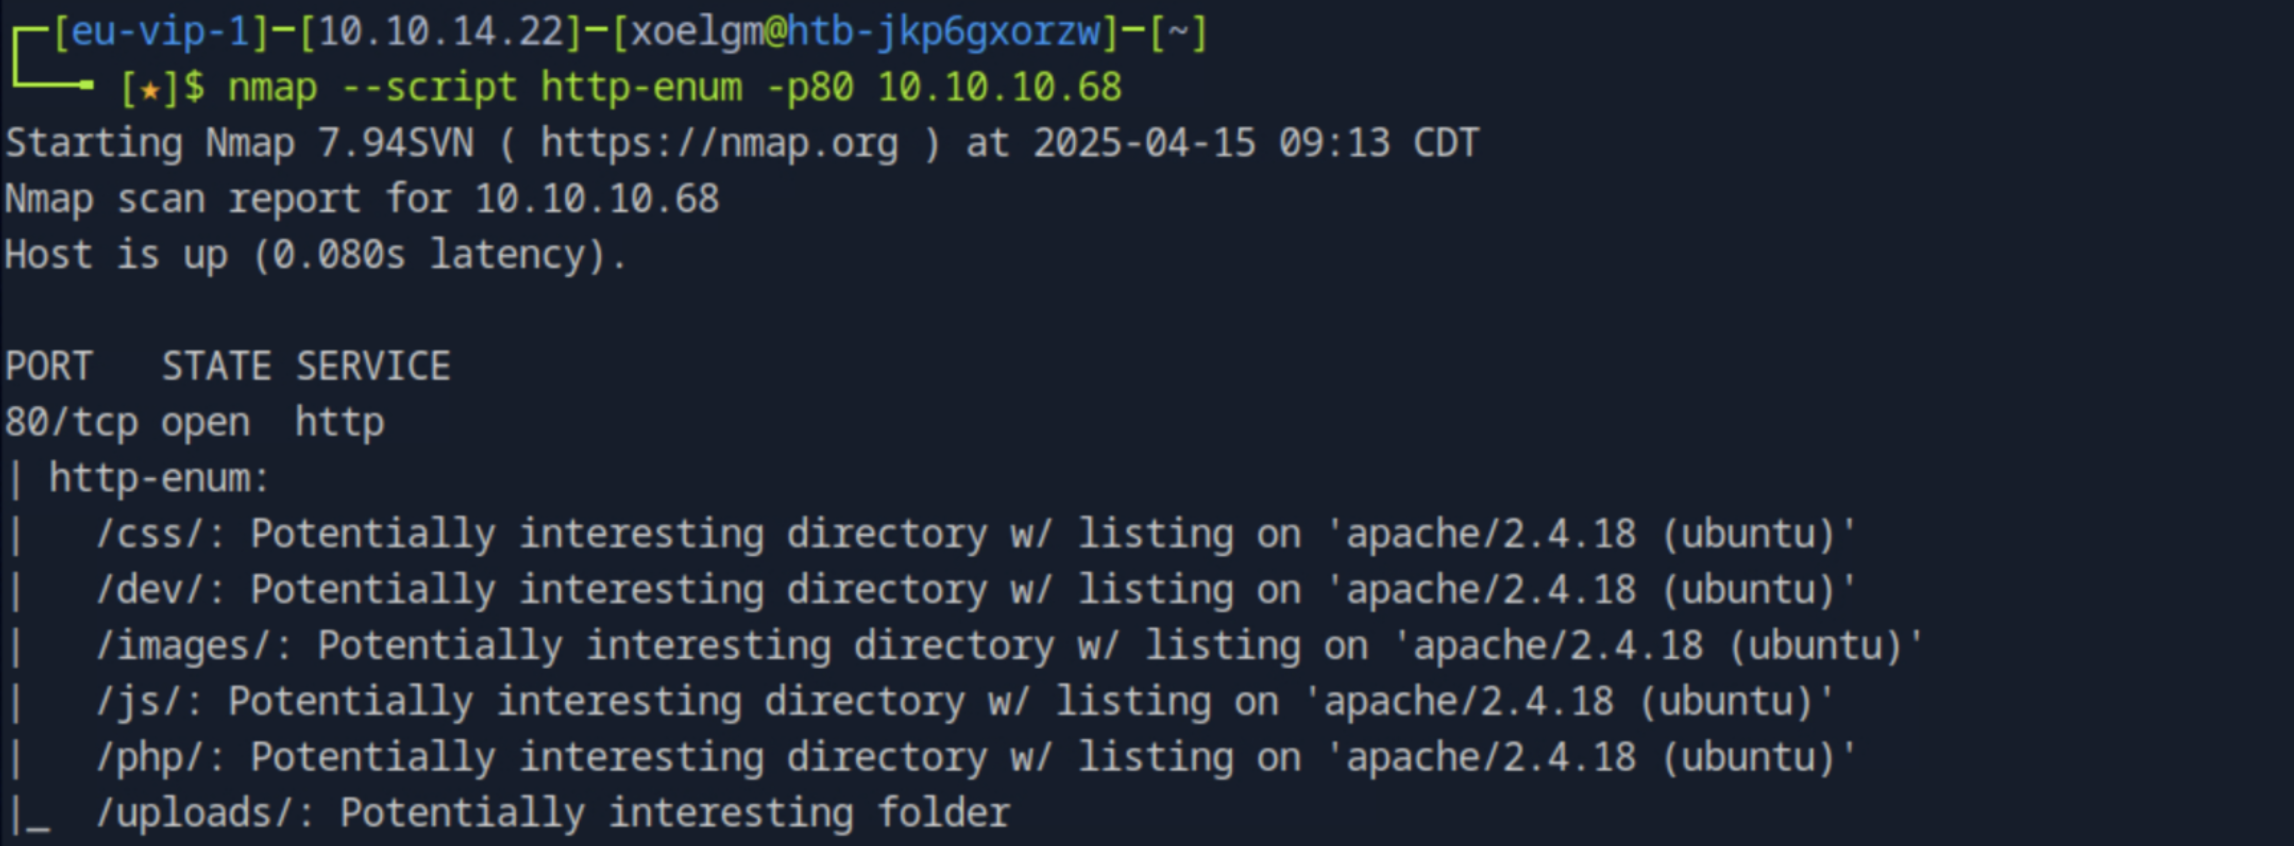 ┌─[eu-vip-1]─[10.10.14.22]─[xoelgm@htb-jkp6gxorzw]─[~]
└──╼ [★]$ nmap --script http-enum -p80 10.10.10.68
Starting Nmap 7.94SVN ( https://nmap.org ) at 2025-04-15 09:13 CDT
Nmap scan report for 10.10.10.68
Host is up (0.080s latency).

PORT   STATE SERVICE
80/tcp open  http
| http-enum:
|   /css/: Potentially interesting directory w/ listing on 'apache/2.4.18 (ubuntu)'
|   /dev/: Potentially interesting directory w/ listing on 'apache/2.4.18 (ubuntu)'
|   /images/: Potentially interesting directory w/ listing on 'apache/2.4.18 (ubuntu)'
|   /js/: Potentially interesting directory w/ listing on 'apache/2.4.18 (ubuntu)'
|   /php/: Potentially interesting directory w/ listing on 'apache/2.4.18 (ubuntu)'
|_  /uploads/: Potentially interesting folder